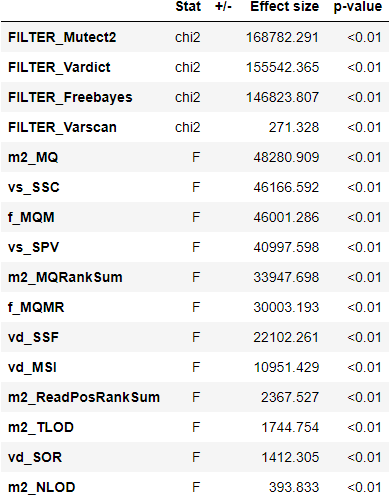 Stat +/- Effect size p-value
FILTER_Mutect2 chi2 168782.291 <0.01
FILTER_Vardict chi2 155542.365 <0.01
FILTER_Freebayes chi2 146823.807 <0.01
FILTER_Varscan chi2 271.328 <0.01
m2_MQ F 48280.909 <0.01
vs_SSC F 46166.592 <0.01
f_MQM F 46001.286 <0.01
vs_SPV F 40997.598 <0.01
m2_MQRankSum F 33947.698 <0.01
f_MQMR F 30003.193 <0.01
vd_SSF F 22102.261 <0.01
vd_MSI F 10951.429 <0.01
m2_ReadPosRankSum F 2367.527 <0.01
m2_TLOD F 1744.754 <0.01
vd_SOR F 1412.305 <0.01
m2_NLOD F 393.833 <0.01